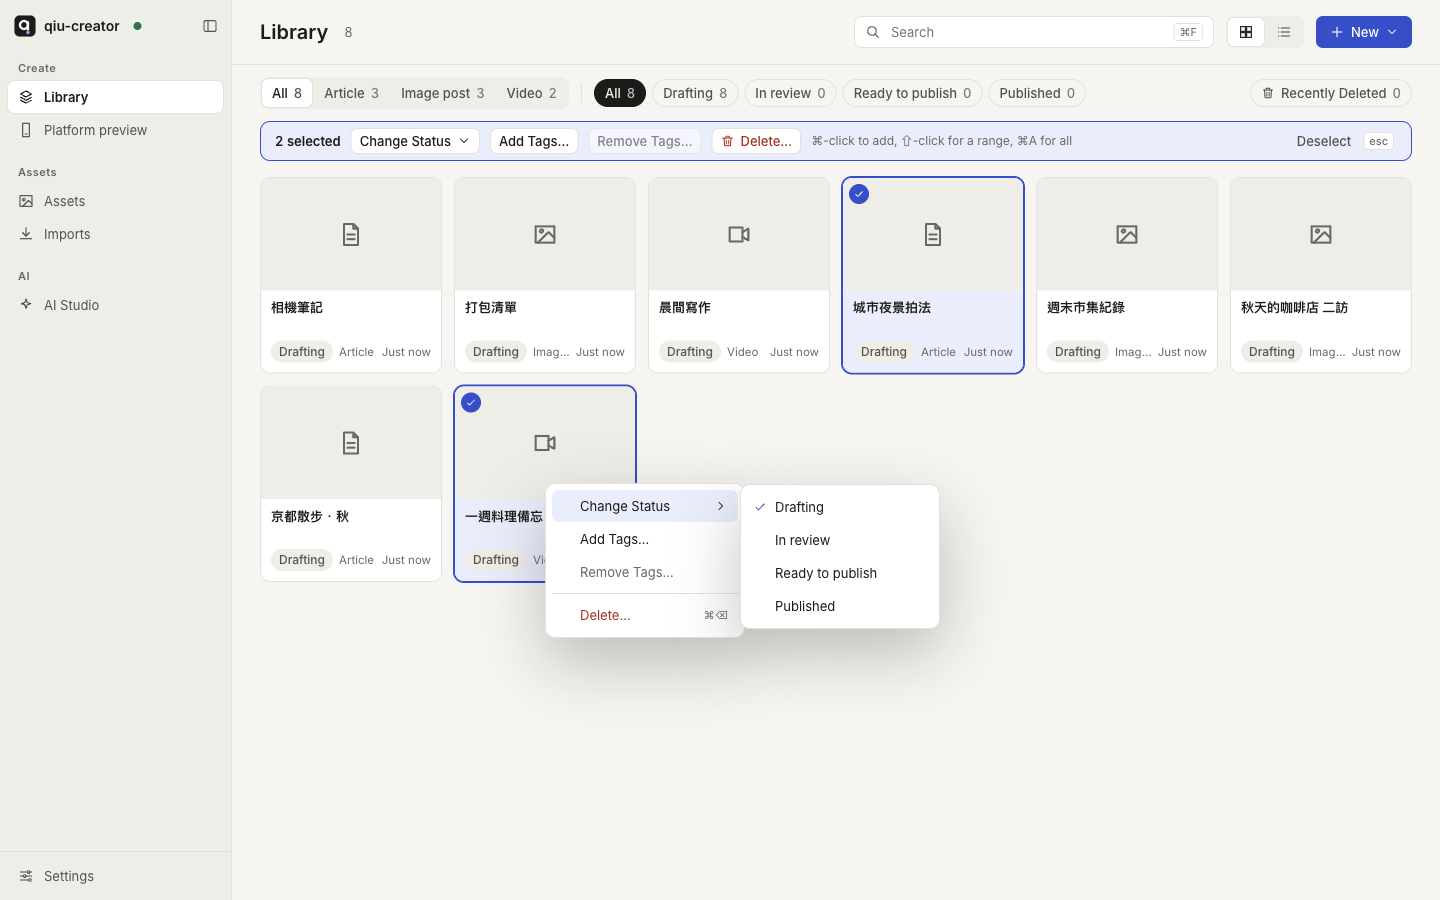 qiu-creator
Create
Library
Platform preview
Assets
Assets
Imports
AI
AI Studio
Settings
Library 8
Search ⌘F
New
All 8 Article 3 Image post 3 Video 2
All 8 Drafting 8 In review 0 Ready to publish 0 Published 0
Recently Deleted 0
2 selected Change Status Add Tags... Remove Tags... Delete... ⌘-click to add, ⇧-click for a range, ⌘A for all Deselect esc
相機筆記
Drafting Article Just now
打包清單
Drafting Imag... Just now
晨間寫作
Drafting Video Just now
城市夜景拍法
Drafting Article Just now
週末市集紀錄
Drafting Imag... Just now
秋天的咖啡店 二訪
Drafting Imag... Just now
京都散步 · 秋
Drafting Article Just now
一週料理備忘
Drafting
Change Status
Add Tags...
Remove Tags...
Delete... ⌘⌫
Drafting
In review
Ready to publish
Published